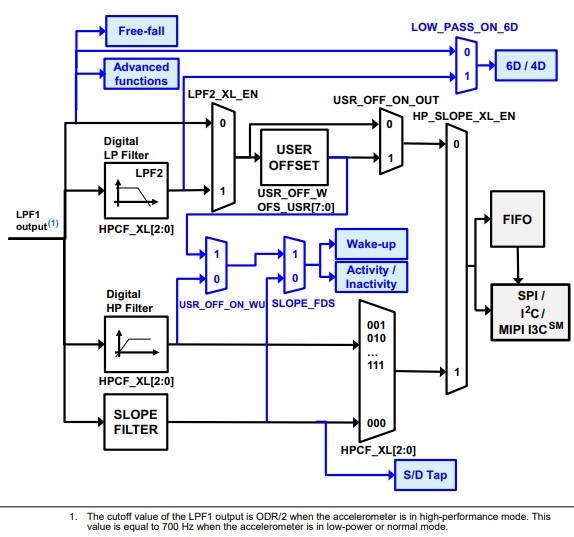 LOW_PASS_ON_6D
Free-fall
0
1
6D / 4D
Advanced
functions
LPF2_XL_EN
USR_OFF_ON_OUT
HP_SLOPE_XL_EN
0
1
0
1
0
Digital
LP Filter
LPF2
HPCF_XL[2:0]
USER
OFFSET
USR_OFF_W
OFS_USR[7:0]
LPF1
output(1)
FIFO
1
0
1
0
Wake-up
Activity /
Inactivity
USR_OFF_ON_WU
SLOPE_FDS
SPI /
I2C /
MIPI I3C SM
Digital
HP Filter
HPCF_XL[2:0]
001
010
...
111
000
1
SLOPE
FILTER
HPCF_XL[2:0]
S/D Tap
1. The cutoff value of the LPF1 output is ODR/2 when the accelerometer is in high-performance mode. This
value is equal to 700 Hz when the accelerometer is in low-power or normal mode.